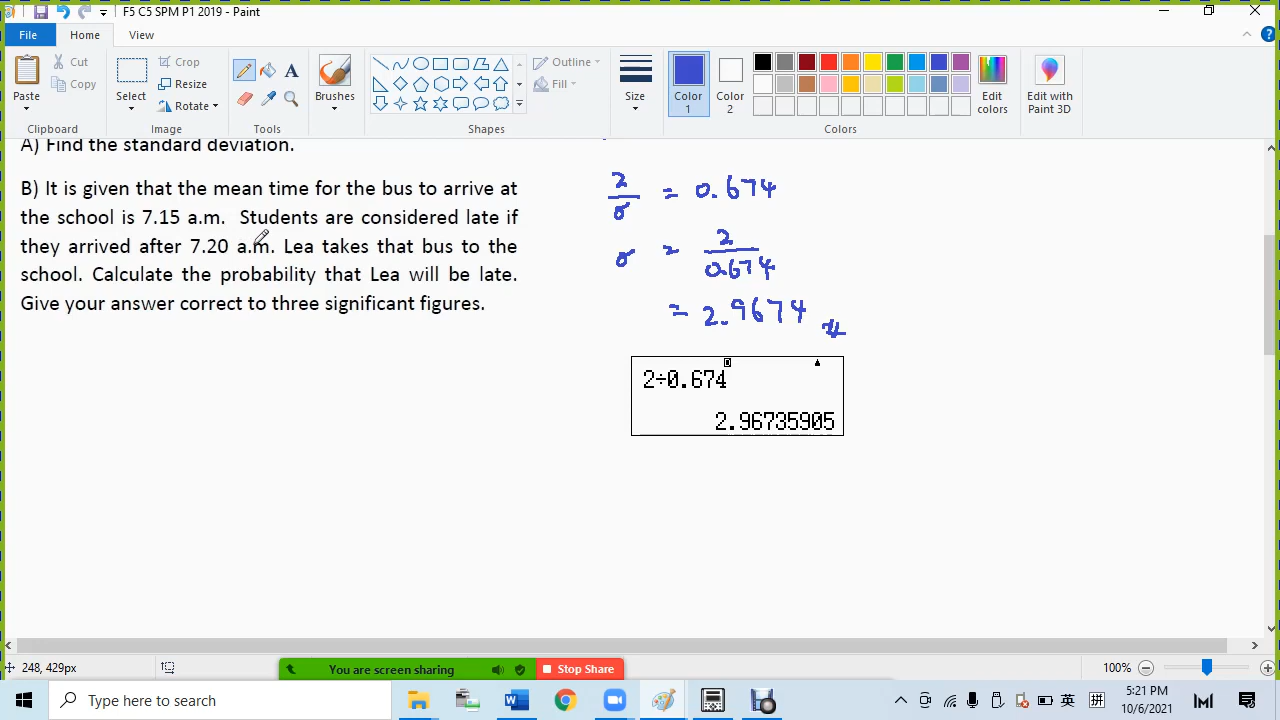 F5 C5 SPM P1 2019 - Paint
File Home View
Paste Cut Copy
Select Crop Resize Rotate
Brushes
Outline Fill
Size Color 1 Color 2 Edit colors Edit with Paint 3D
Clipboard Image Tools Shapes Colors
A) Find the standard deviation.
B) It is given that the mean time for the bus to arrive at
the school is 7.15 a.m. Students are considered late if
they arrived after 7.20 a.m. Lea takes that bus to the
school. Calculate the probability that Lea will be late.
Give your answer correct to three significant figures.
2/σ = 0.674
σ = 2/0.674
= 2.9674
2÷0.674
2.96735905
248, 429px
100%
You are screen sharing Stop Share
Type here to search
英 拼
5:21 PM
10/6/2021